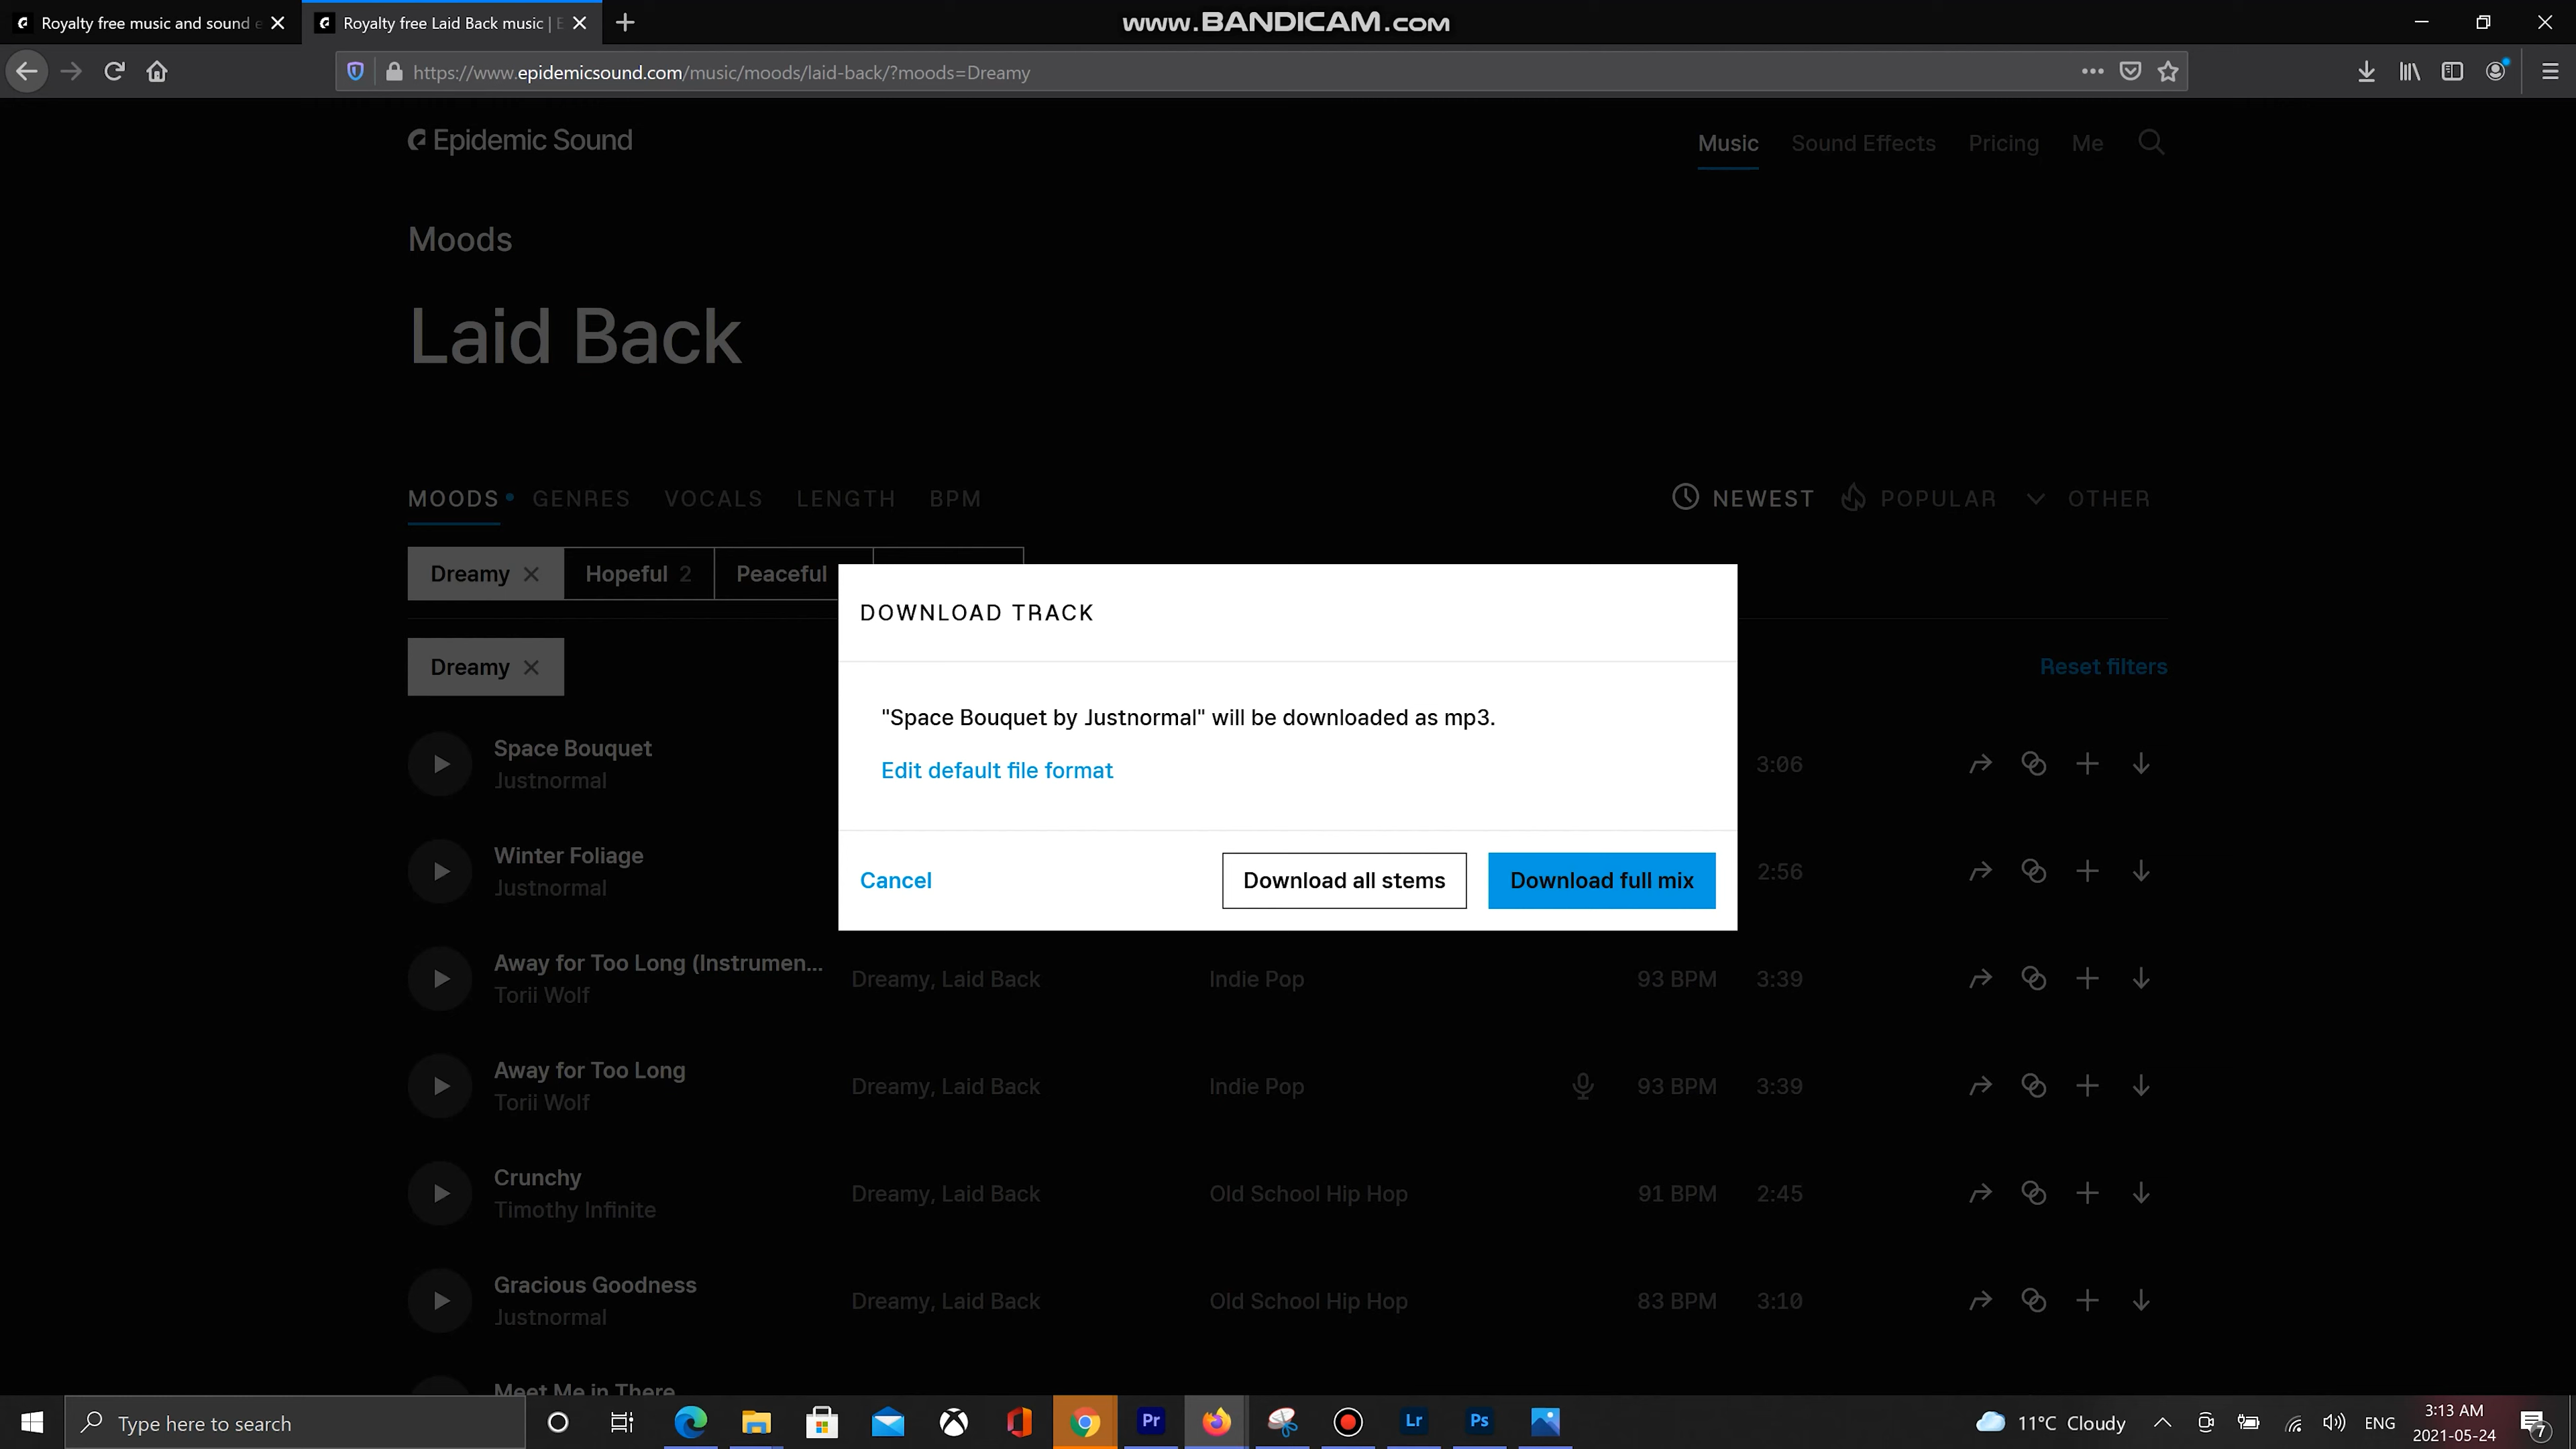 Royalty free music and sound e
Royalty free Laid Back music | E
www.BANDICAM.com
https://www.epidemicsound.com/music/moods/laid-back/?moods=Dreamy
Epidemic Sound
Music Sound Effects Pricing Me
Moods
Laid Back
MOODS GENRES VOCALS LENGTH BPM
NEWEST POPULAR OTHER
Dreamy Hopeful 2 Peaceful
Dreamy
Reset filters
DOWNLOAD TRACK
"Space Bouquet by Justnormal" will be downloaded as mp3.
Edit default file format
Cancel Download all stems Download full mix
Space Bouquet
Justnormal
3:06
Winter Foliage
Justnormal
2:56
Away for Too Long (Instrumen...
Torii Wolf
Dreamy, Laid Back Indie Pop 93 BPM 3:39
Away for Too Long
Torii Wolf
Dreamy, Laid Back Indie Pop 93 BPM 3:39
Crunchy
Timothy Infinite
Dreamy, Laid Back Old School Hip Hop 91 BPM 2:45
Gracious Goodness
Justnormal
Dreamy, Laid Back Old School Hip Hop 83 BPM 3:10
Meet Me in There
Type here to search
Pr
Lr
Ps
11°C Cloudy
ENG
3:13 AM
2021-05-24
7